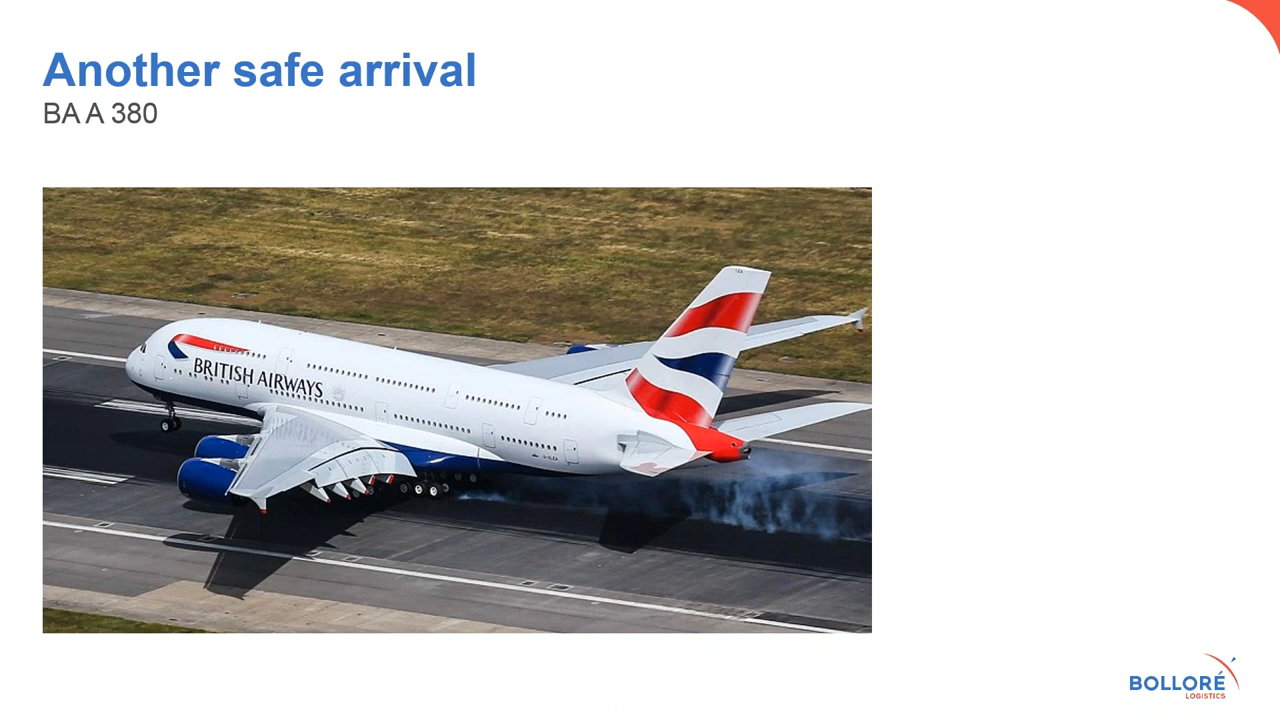 Another safe arrival
BA A 380
BRITISH AIRWAYS
BOLLORÉ
LOGISTICS